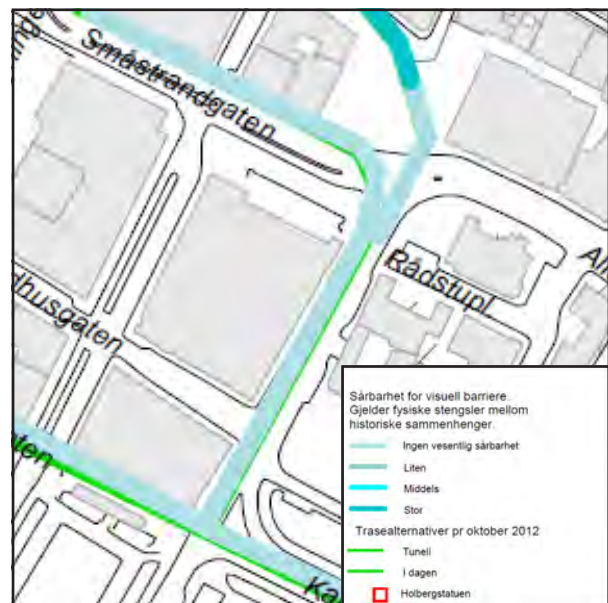 Småstrandgaten
Rådstupl
dhusgaten
Sårbarhet for visuell barriere.
Gjelder fysiske stengsler mellom
historiske sammenhenger.
Ingen vesentlig sårbarhet
Liten
Middels
Stor
Trasealternativer pr oktober 2012
Tunell
I dagen
Holbergstatuen